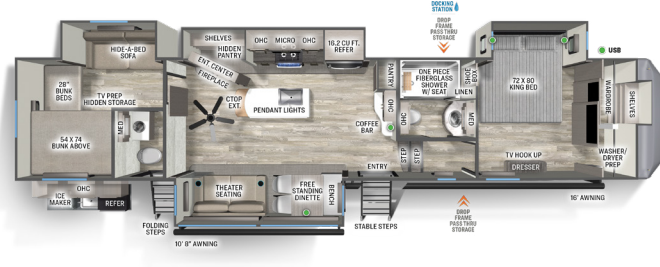 DOCKING
STATION
DROP
FRAME
PASS THRU
STORAGE
USB
SHELVES
OHC
MICRO
OHC
18.2 CU FT.
REFER
HIDE-A-BED
SOFA
HIDDEN
PANTRY
ENT CENTER
FIREPLACE
PANTRY
ONE PIECE
FIBERGLASS
SHOWER
W/ SEAT
SHOE
BOX
LINEN
72 X 80
KING BED
WARDROBE
SHELVES
28"
BUNK
BEDS
TV PREP
HIDDEN STORAGE
CTOP
EXT.
PENDANT LIGHTS
OHC
COFFEE
BAR
OHC
MED
MED
54 X 74
BUNK ABOVE
ENTRY
STEP
STEP
TV HOOK UP
DRESSER
WASHER/
DRYER
PREP
OHC
ICE
MAKER
REFER
THEATER
SEATING
FREE
STANDING
DINETTE
BENCH
FOLDING
STEPS
STABLE STEPS
DROP
FRAME
PASS THRU
STORAGE
16' AWNING
10' 8" AWNING